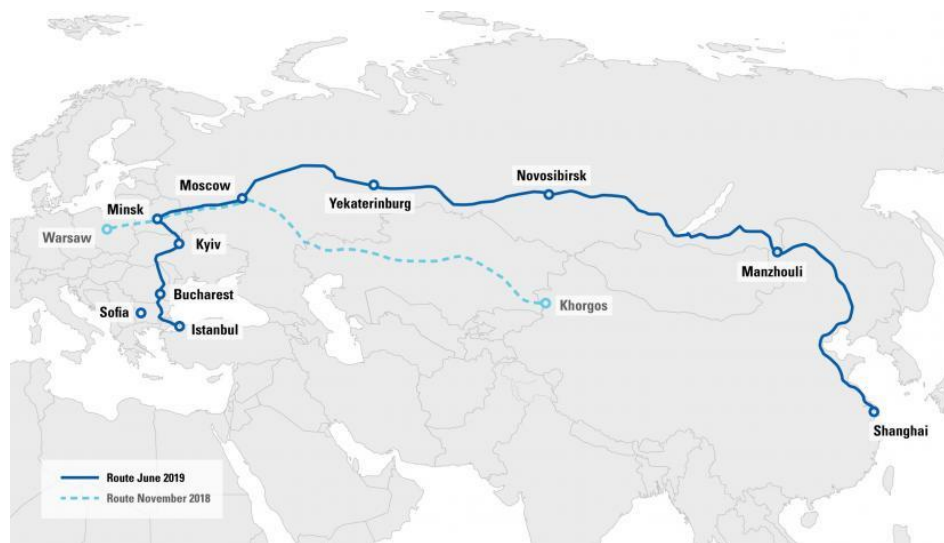 Novosibirsk
Moscow
Yekaterinburg
Minsk
Warsaw
Kyiv
Manzhouli
Bucharest
Khorgos
Sofia
Istanbul
Shanghai
Route June 2019
Route November 2018